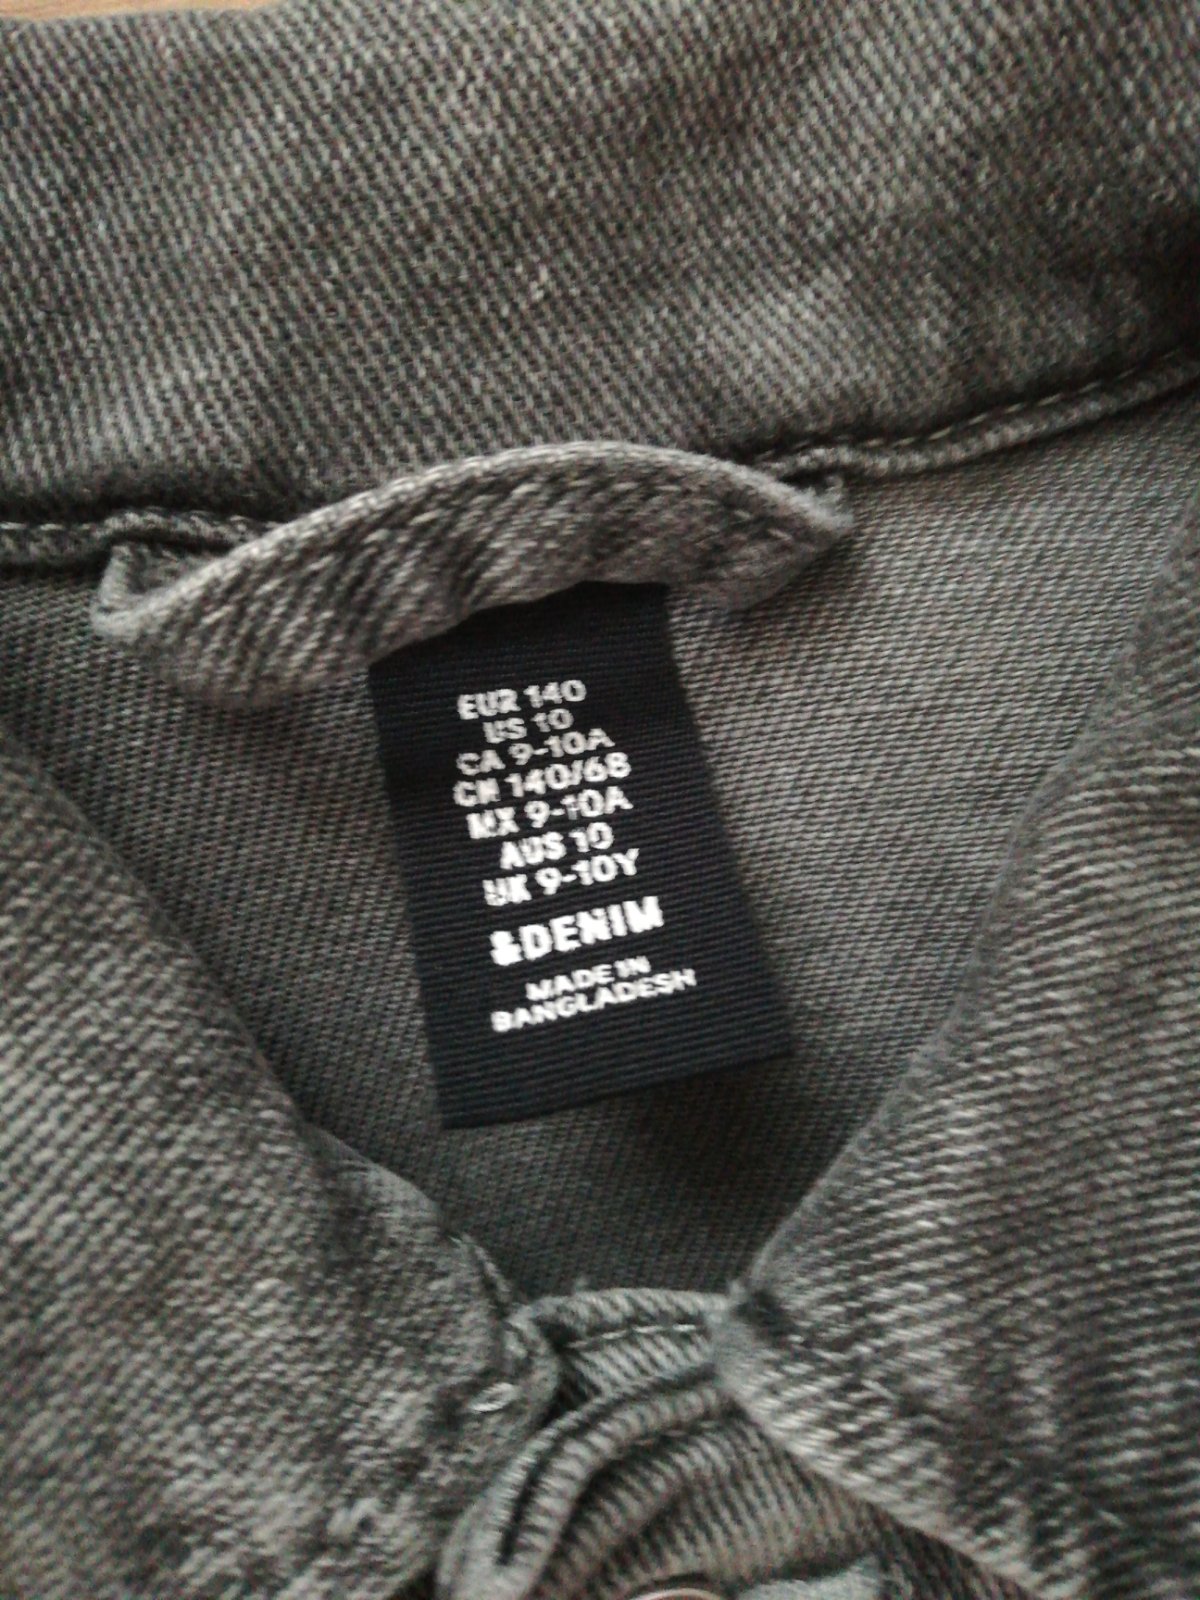 EUR 140
US 10
CA 9-10A
CN 140/68
MX 9-10A
AUS 10
UK 9-10Y
&DENIM
MADE IN
BANGLADESH